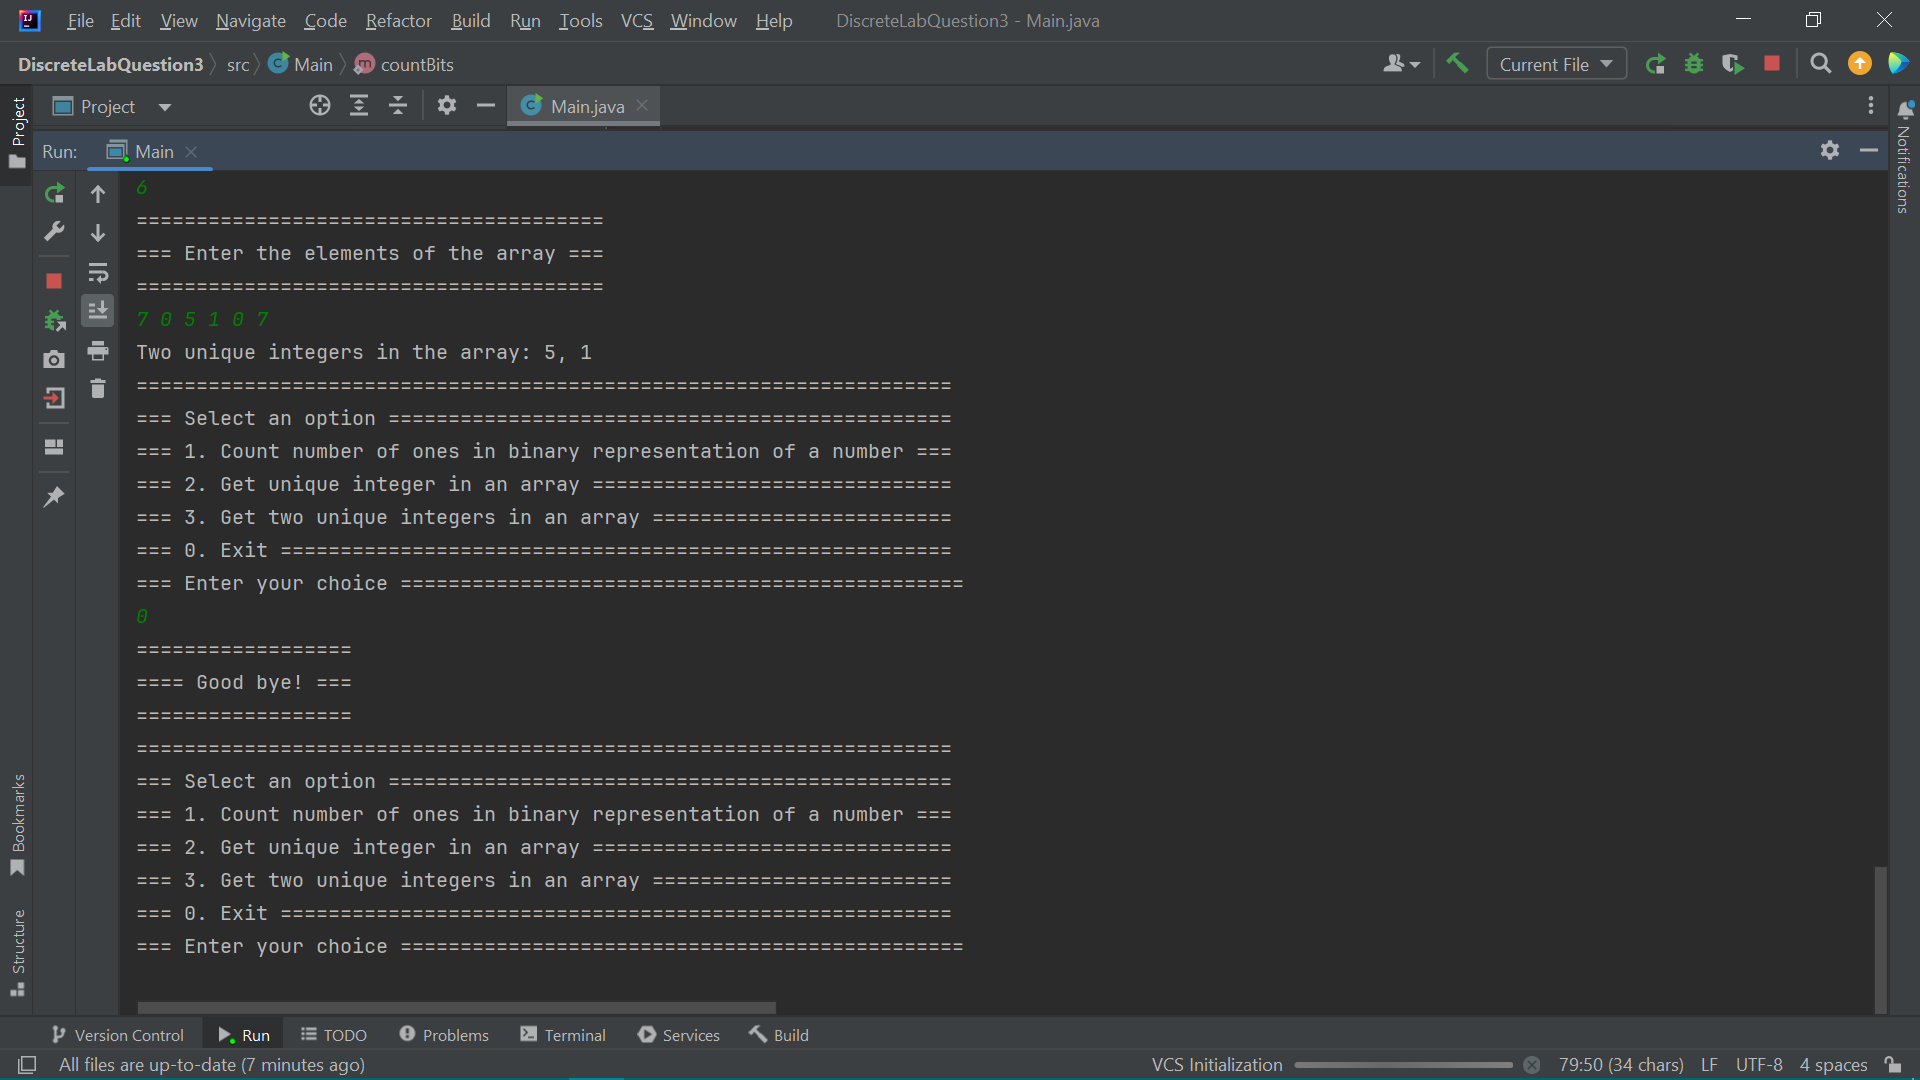 File Edit View Navigate Code Refactor Build Run Tools VCS Window Help DiscreteLabQuestion3 - Main.java
DiscreteLabQuestion3 src Main countBits Current File
Project Main.java
Run: Main
6
=======================================
=== Enter the elements of the array ===
=======================================
7 0 5 1 0 7
Two unique integers in the array: 5, 1
====================================================================
=== Select an option ===============================================
=== 1. Count number of ones in binary representation of a number ===
=== 2. Get unique integer in an array ==============================
=== 3. Get two unique integers in an array =========================
=== 0. Exit ========================================================
=== Enter your choice ===============================================
0
==================
==== Good bye! ===
==================
====================================================================
=== Select an option ===============================================
=== 1. Count number of ones in binary representation of a number ===
=== 2. Get unique integer in an array ==============================
=== 3. Get two unique integers in an array =========================
=== 0. Exit ========================================================
=== Enter your choice ===============================================
Project
Bookmarks
Structure
Notifications
Version Control Run TODO Problems Terminal Services Build
All files are up-to-date (7 minutes ago) VCS Initialization 79:50 (34 chars) LF UTF-8 4 spaces